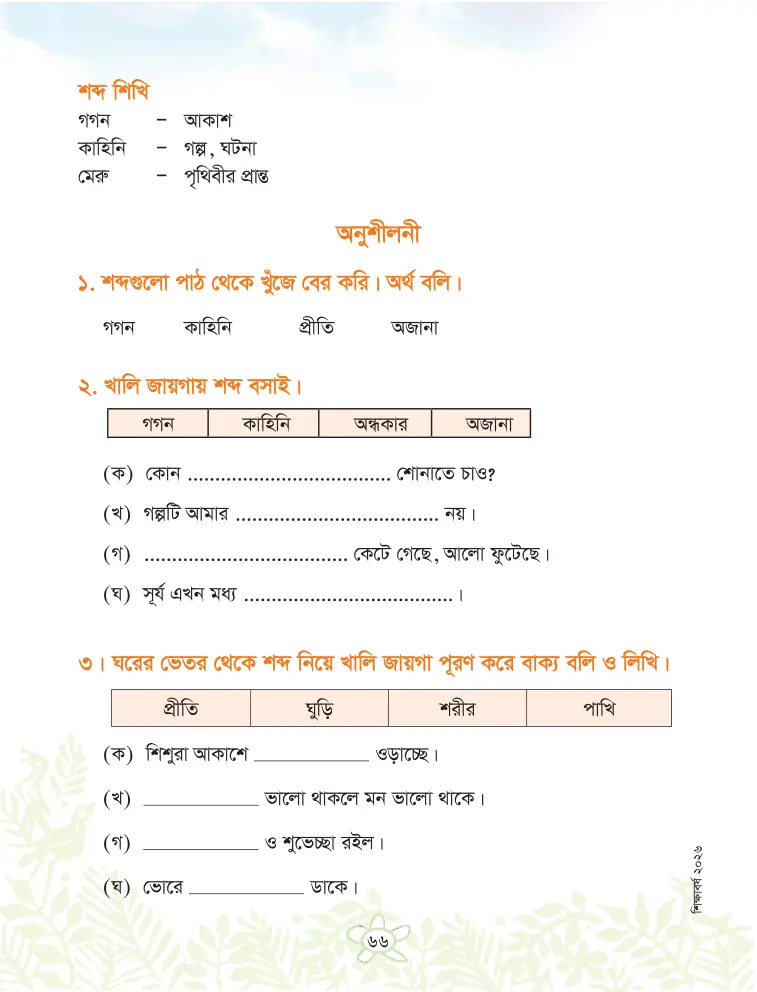 শব্দ শিখি
গগন – আকাশ
কাহিনি – গল্প, ঘটনা
মেরু – পৃথিবীর প্রান্ত
অনুশীলনী
১. শব্দগুলো পাঠ থেকে খুঁজে বের করি। অর্থ বলি।
গগন কাহিনি প্রীতি অজানা
২. খালি জায়গায় শব্দ বসাই।
গগন কাহিনি অন্ধকার অজানা
(ক) কোন ..................................... শোনাতে চাও?
(খ) গল্পটি আমার ..................................... নয়।
(গ) ..................................... কেটে গেছে, আলো ফুটেছে।
(ঘ) সূর্য এখন মধ্য ......................................।
৩। ঘরের ভেতর থেকে শব্দ নিয়ে খালি জায়গা পূরণ করে বাক্য বলি ও লিখি।
প্রীতি ঘুড়ি শরীর পাখি
(ক) শিশুরা আকাশে ____________ ওড়াচ্ছে।
(খ) ____________ ভালো থাকলে মন ভালো থাকে।
(গ) ____________ ও শুভেচ্ছা রইল।
(ঘ) ভোরে ____________ ডাকে।
শিক্ষাবর্ষ ২০২৬
৬৬